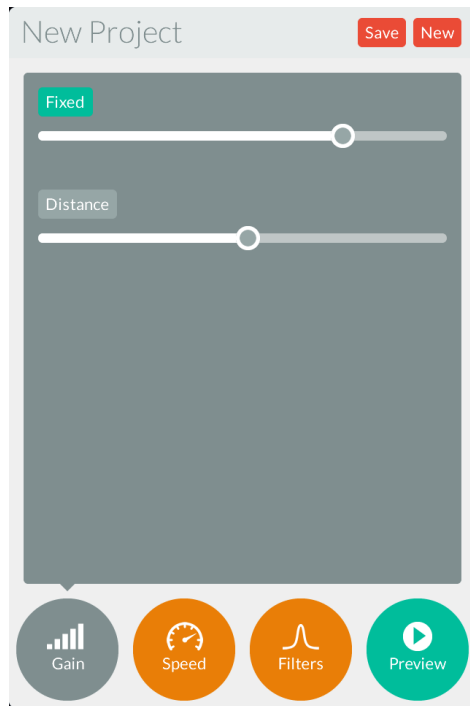 New Project
Save
New
Fixed
Distance
Gain
Speed
Filters
Preview